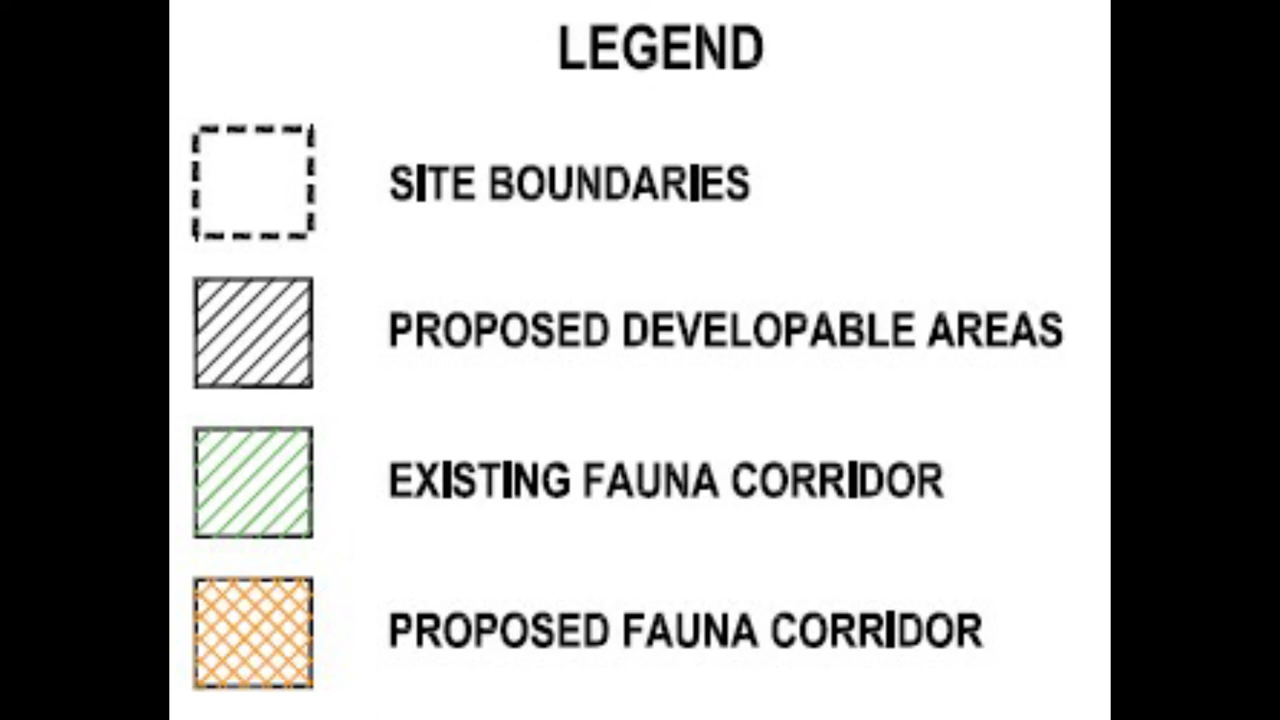 LEGEND
SITE BOUNDARIES
PROPOSED DEVELOPABLE AREAS
EXISTING FAUNA CORRIDOR
PROPOSED FAUNA CORRIDOR